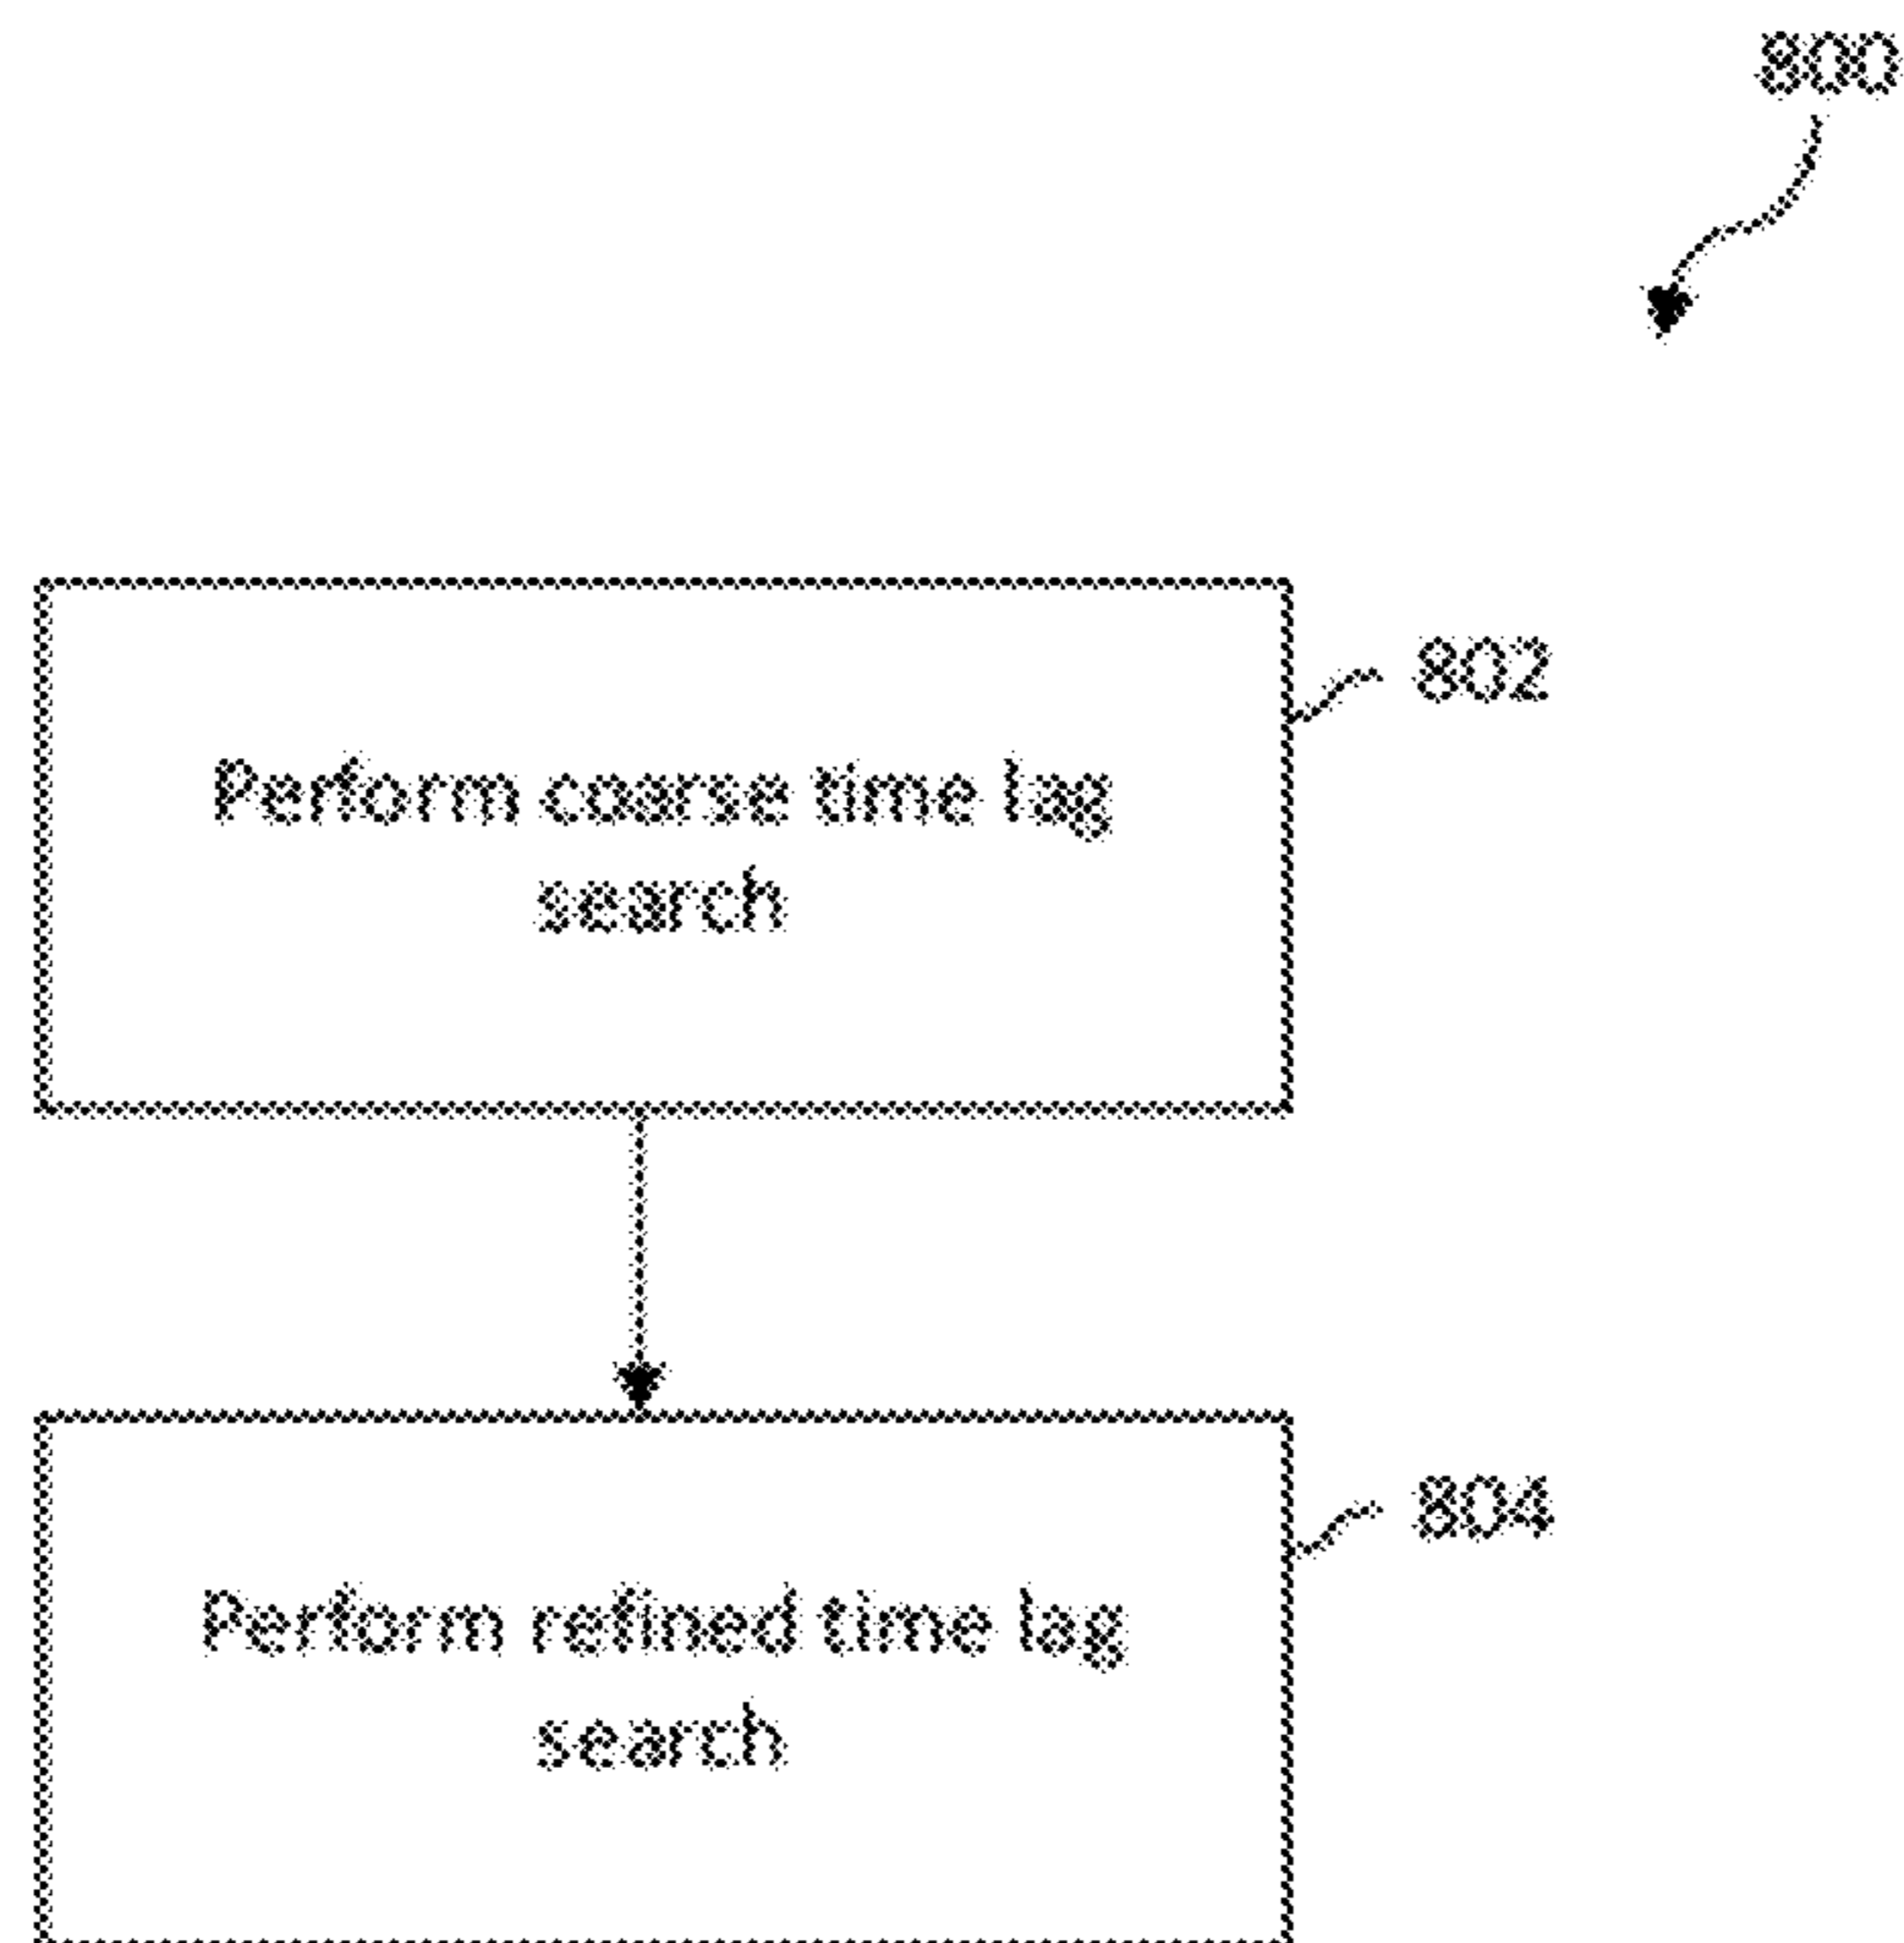 800
802
Perform coarse time lag
search
804
Perform refined time lag
search